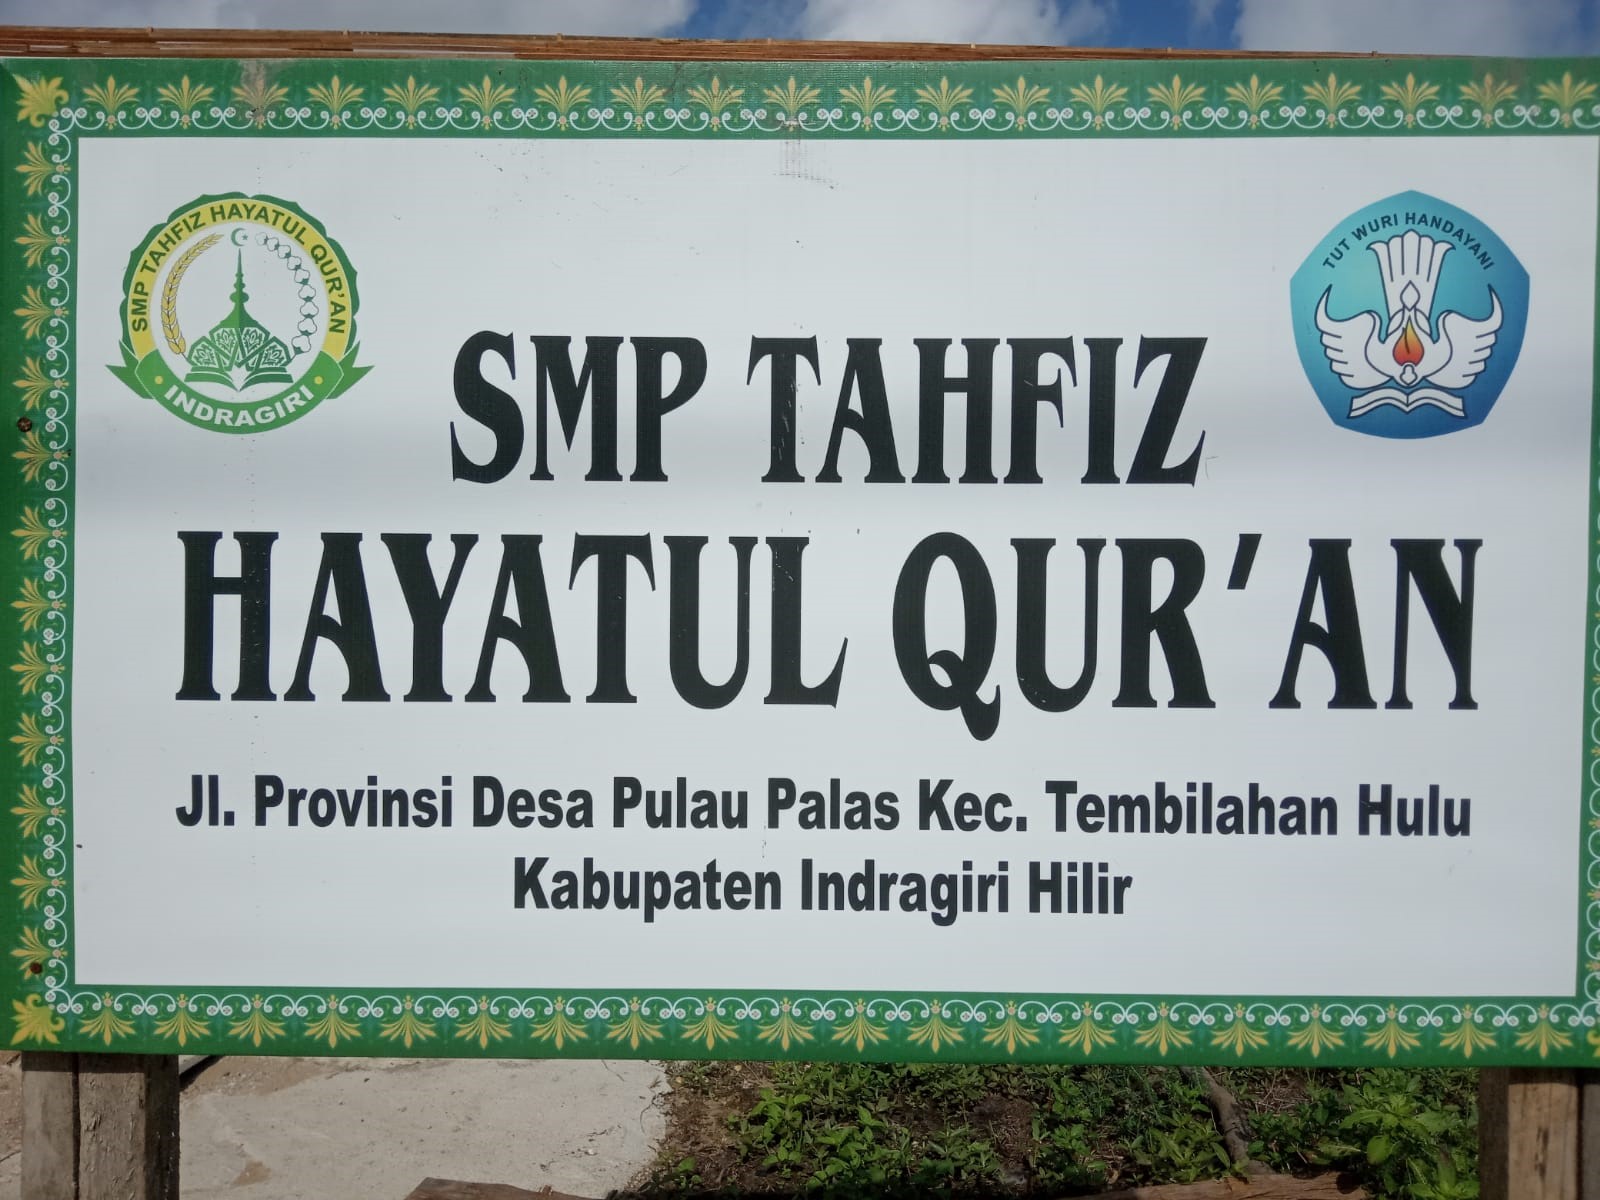 SMP TAHFIZ HAYATUL QUR'AN
INDRAGIRI
TUT WURI HANDAYANI
SMP TAHFIZ
HAYATUL QUR'AN
Jl. Provinsi Desa Pulau Palas Kec. Tembilahan Hulu
Kabupaten Indragiri Hilir